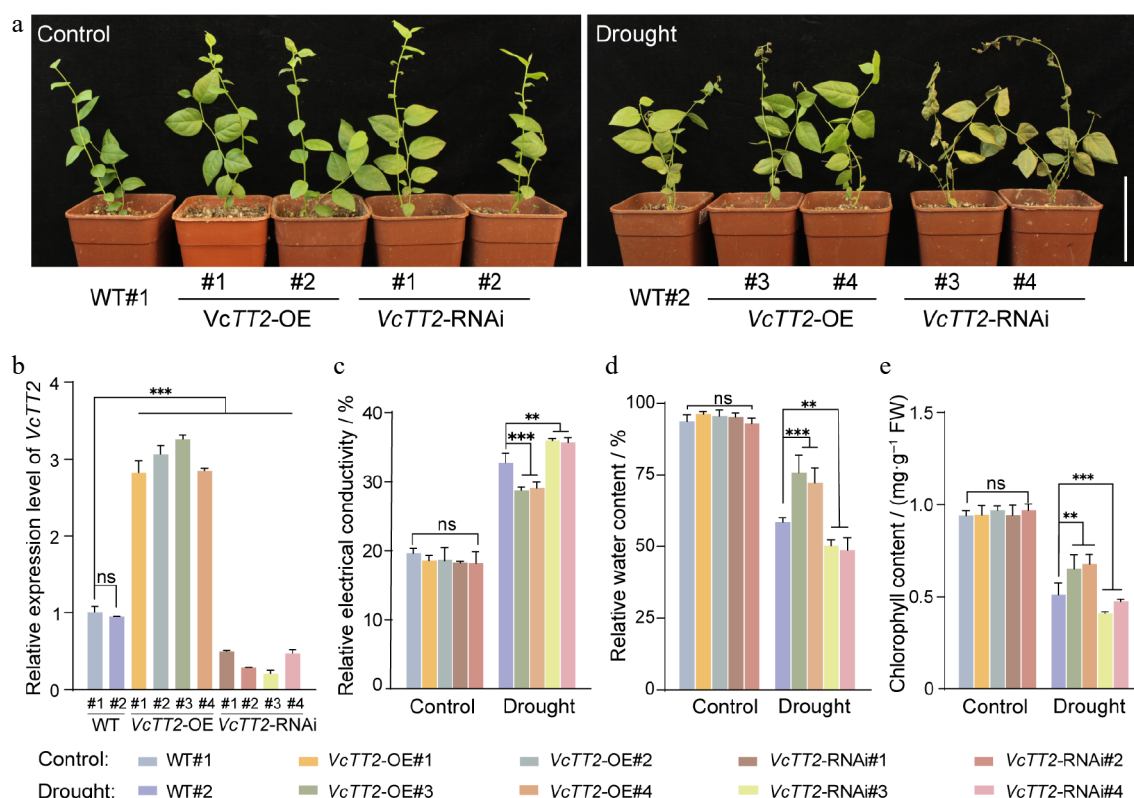 a
Control
Drought
WT#1
#1
#2
VcTT2-OE
#1
#2
VcTT2-RNAi
WT#2
#3
#4
VcTT2-OE
#3
#4
VcTT2-RNAi
b
Relative expression level of VcTT2
4
3
2
1
0
***
ns
#1 #2 #1 #2 #3 #4 #1 #2 #3 #4
WT VcTT2-OE VcTT2-RNAi
c
Relative electrical conductivity / %
40
30
20
10
0
ns
**
***
Control Drought
d
Relative water content / %
100
75
50
25
0
ns
**
***
Control Drought
e
Chlorophyll content / (mg·g⁻¹ FW)
1.5
1.0
0.5
0
ns
***
**
Control Drought
Control: WT#1 VcTT2-OE#1 VcTT2-OE#2 VcTT2-RNAi#1 VcTT2-RNAi#2
Drought: WT#2 VcTT2-OE#3 VcTT2-OE#4 VcTT2-RNAi#3 VcTT2-RNAi#4